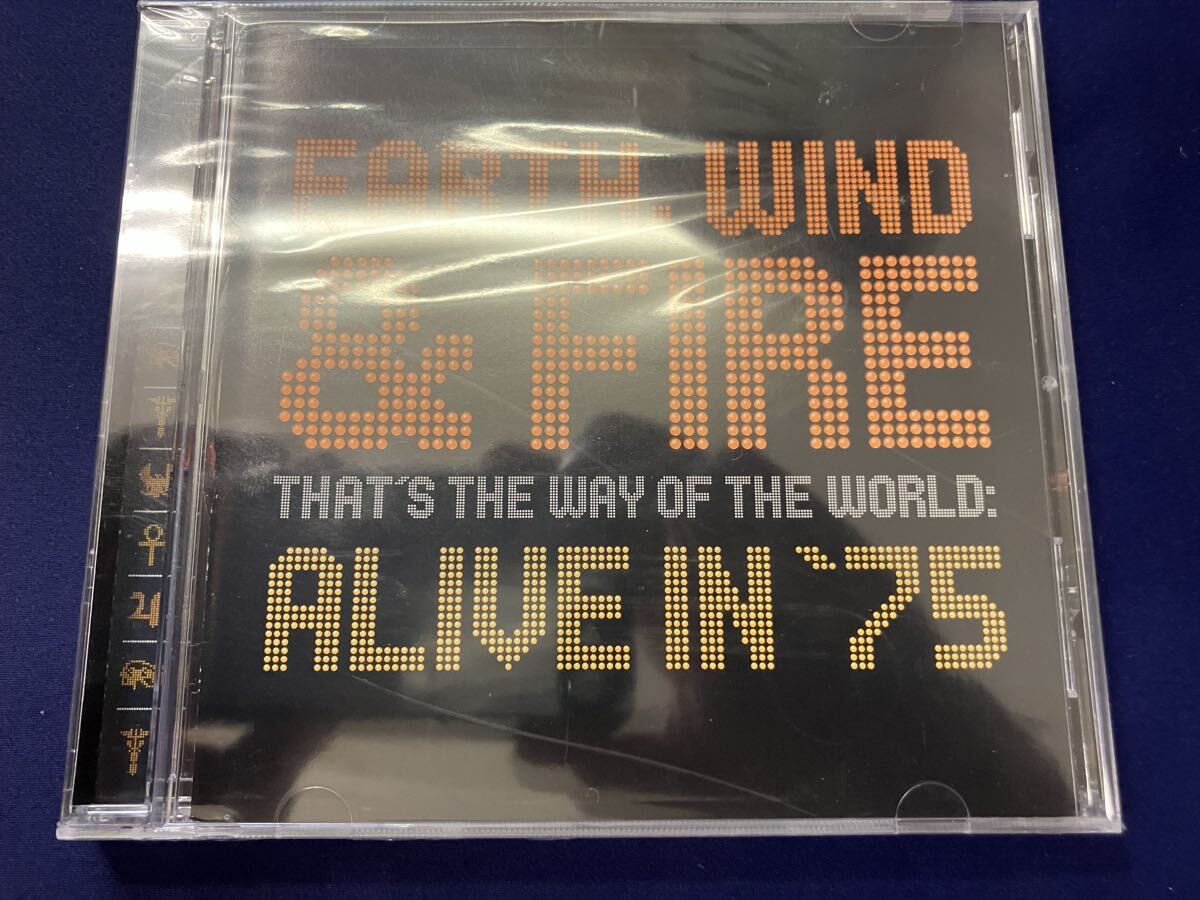 EARTH, WIND
& FIRE
THAT'S THE WAY OF THE WORLD:
ALIVE IN '75